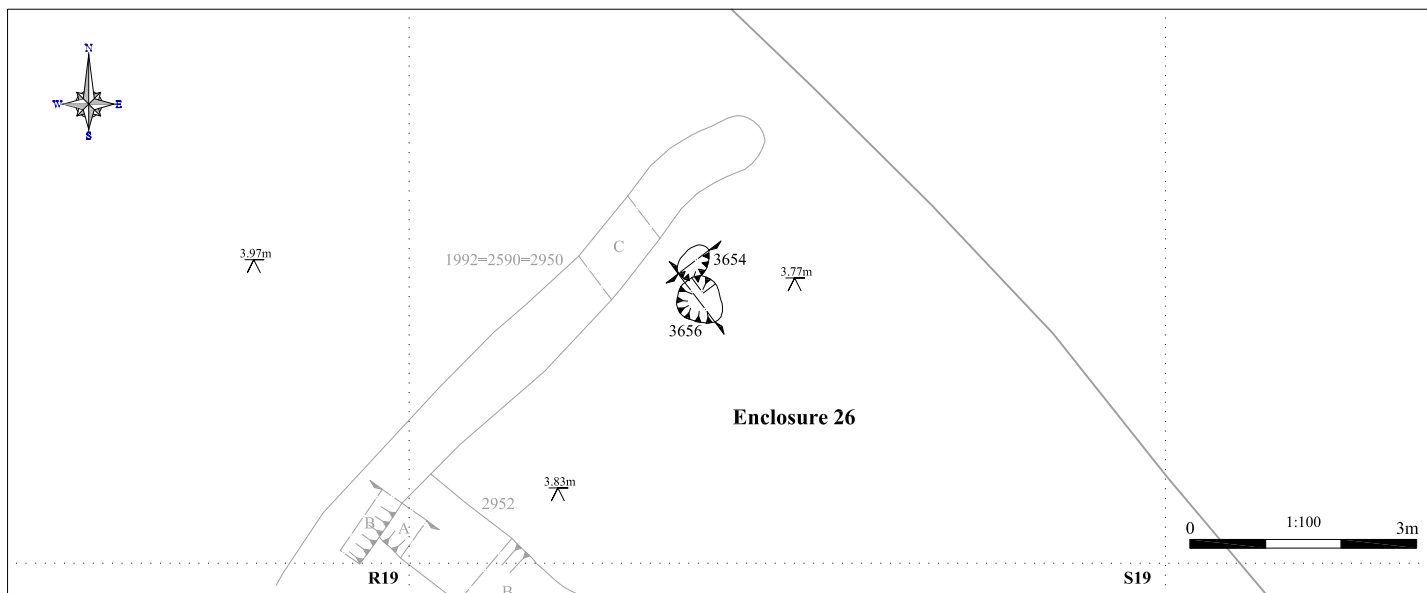 N
W E
S
C
3.97m
1992=2590=2950
3654
3.77m
3656
Enclosure 26
3.83m
2952
B
A
0 1:100 3m
R19
S19
B